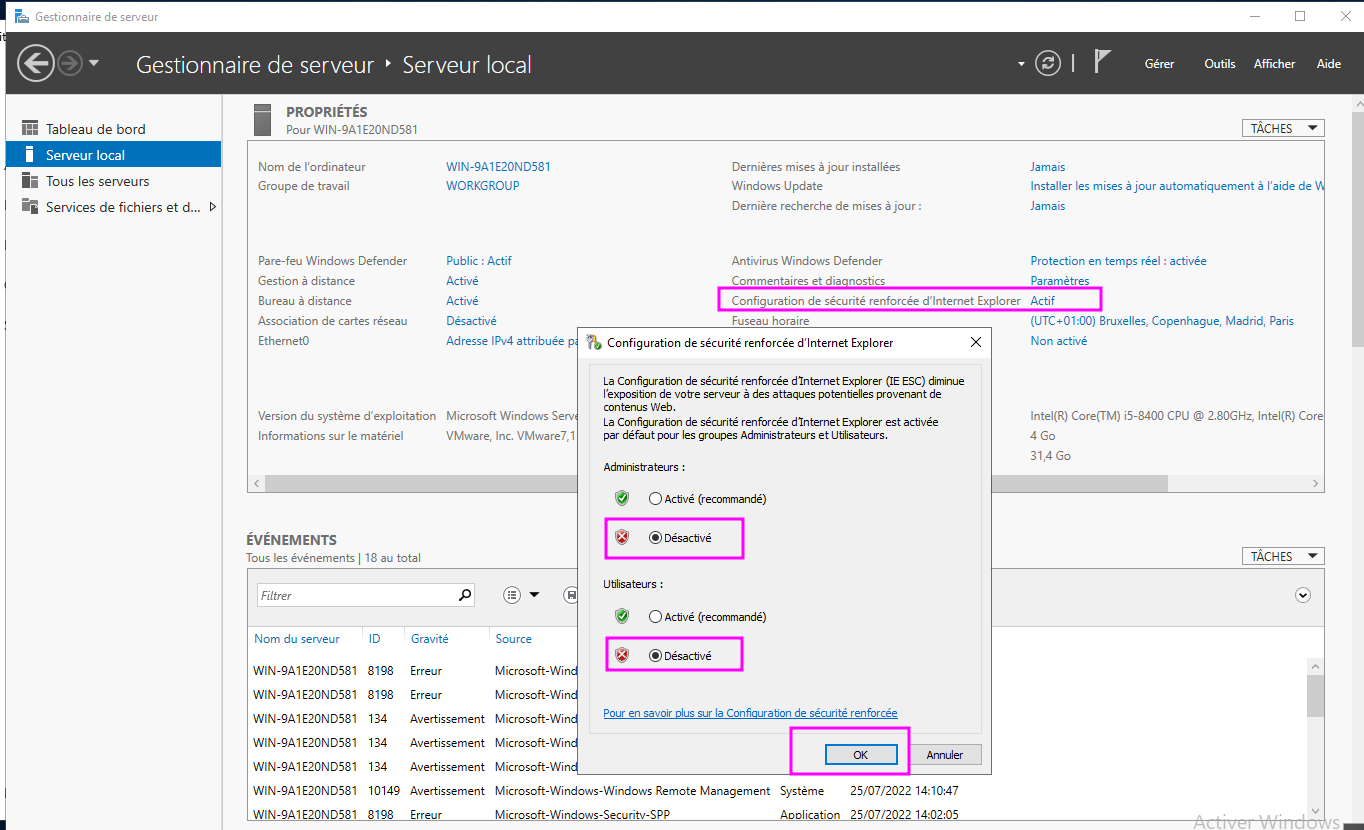 Gestionnaire de serveur
Gestionnaire de serveur ‣ Serveur local
Gérer Outils Afficher Aide
Tableau de bord
Serveur local
Tous les serveurs
Services de fichiers et d...
PROPRIÉTÉS
Pour WIN-9A1E20ND581
TÂCHES
Nom de l'ordinateur WIN-9A1E20ND581 Dernières mises à jour installées Jamais
Groupe de travail WORKGROUP Windows Update Installer les mises à jour automatiquement à l'aide de W
Dernière recherche de mises à jour : Jamais
Pare-feu Windows Defender Public : Actif Antivirus Windows Defender Protection en temps réel : activée
Gestion à distance Activé Commentaires et diagnostics Paramètres
Bureau à distance Activé Configuration de sécurité renforcée d'Internet Explorer Actif
Association de cartes réseau Désactivé Fuseau horaire (UTC+01:00) Bruxelles, Copenhague, Madrid, Paris
Ethernet0 Adresse IPv4 attribuée pa Non activé
Version du système d'exploitation Microsoft Windows Serve Intel(R) Core(TM) i5-8400 CPU @ 2.80GHz, Intel(R) Core
Informations sur le matériel VMware, Inc. VMware7,1 4 Go
31,4 Go
Configuration de sécurité renforcée d'Internet Explorer
La Configuration de sécurité renforcée d'Internet Explorer (IE ESC) diminue
l'exposition de votre serveur à des attaques potentielles provenant de
contenus Web.
La Configuration de sécurité renforcée d'Internet Explorer est activée
par défaut pour les groupes Administrateurs et Utilisateurs.
Administrateurs :
Activé (recommandé)
Désactivé
Utilisateurs :
Activé (recommandé)
Désactivé
Pour en savoir plus sur la Configuration de sécurité renforcée
OK Annuler
ÉVÉNEMENTS
Tous les événements | 18 au total
TÂCHES
Filtrer
Nom du serveur ID Gravité Source
WIN-9A1E20ND581 8198 Erreur Microsoft-Wind
WIN-9A1E20ND581 8198 Erreur Microsoft-Wind
WIN-9A1E20ND581 134 Avertissement Microsoft-Wind
WIN-9A1E20ND581 134 Avertissement Microsoft-Wind
WIN-9A1E20ND581 134 Avertissement Microsoft-Wind
WIN-9A1E20ND581 10149 Avertissement Microsoft-Windows-Windows Remote Management Système 25/07/2022 14:10:47
WIN-9A1E20ND581 8198 Erreur Microsoft-Windows-Security-SPP Application 25/07/2022 14:02:05
Activer Windows